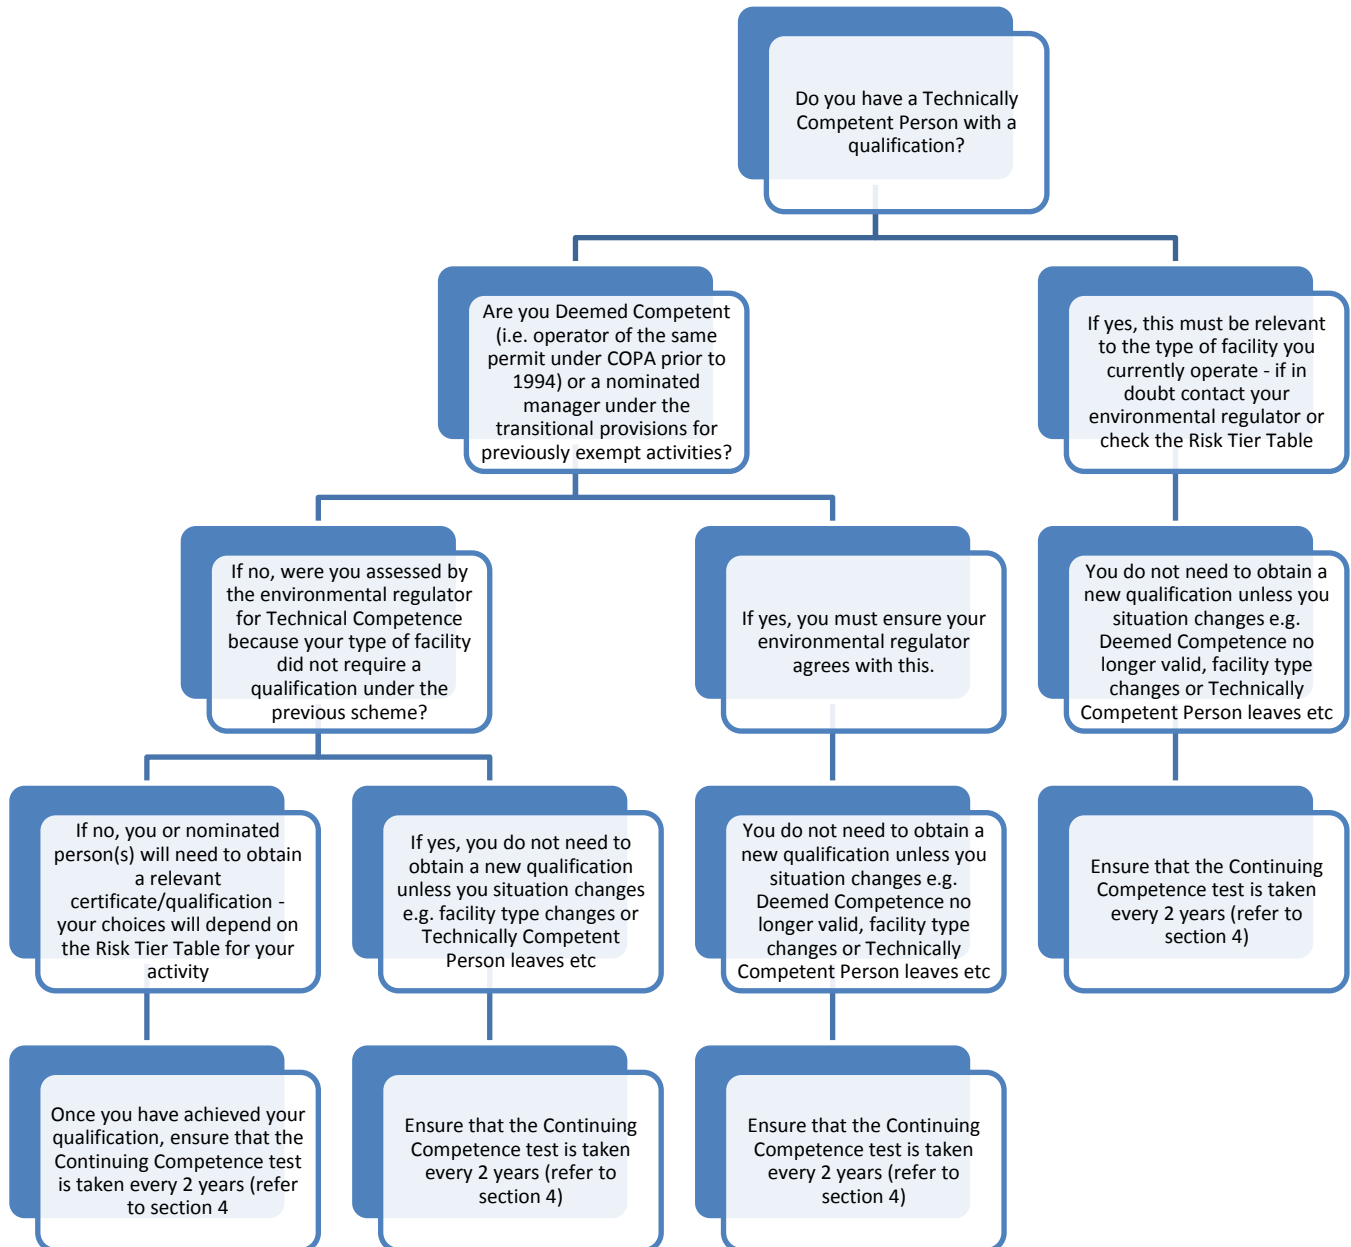 Do you have a Technically
Competent Person with a
qualification?
Are you Deemed Competent
(i.e. operator of the same
permit under COPA prior to
1994) or a nominated
manager under the
transitional provisions for
previously exempt activities?
If yes, this must be relevant
to the type of facility you
currently operate - if in
doubt contact your
environmental regulator or
check the Risk Tier Table
If no, were you assessed by
the environmental regulator
for Technical Competence
because your type of facility
did not require a
qualification under the
previous scheme?
If yes, you must ensure your
environmental regulator
agrees with this.
You do not need to obtain a
new qualification unless you
situation changes e.g.
Deemed Competence no
longer valid, facility type
changes or Technically
Competent Person leaves etc
If no, you or nominated
person(s) will need to obtain
a relevant
certificate/qualification -
your choices will depend on
the Risk Tier Table for your
activity
If yes, you do not need to
obtain a new qualification
unless you situation changes
e.g. facility type changes or
Technically Competent
Person leaves etc
You do not need to obtain a
new qualification unless you
situation changes e.g.
Deemed Competence no
longer valid, facility type
changes or Technically
Competent Person leaves etc
Ensure that the Continuing
Competence test is taken
every 2 years (refer to
section 4)
Once you have achieved your
qualification, ensure that the
Continuing Competence test
is taken every 2 years (refer
to section 4
Ensure that the Continuing
Competence test is taken
every 2 years (refer to
section 4)
Ensure that the Continuing
Competence test is taken
every 2 years (refer to
section 4)